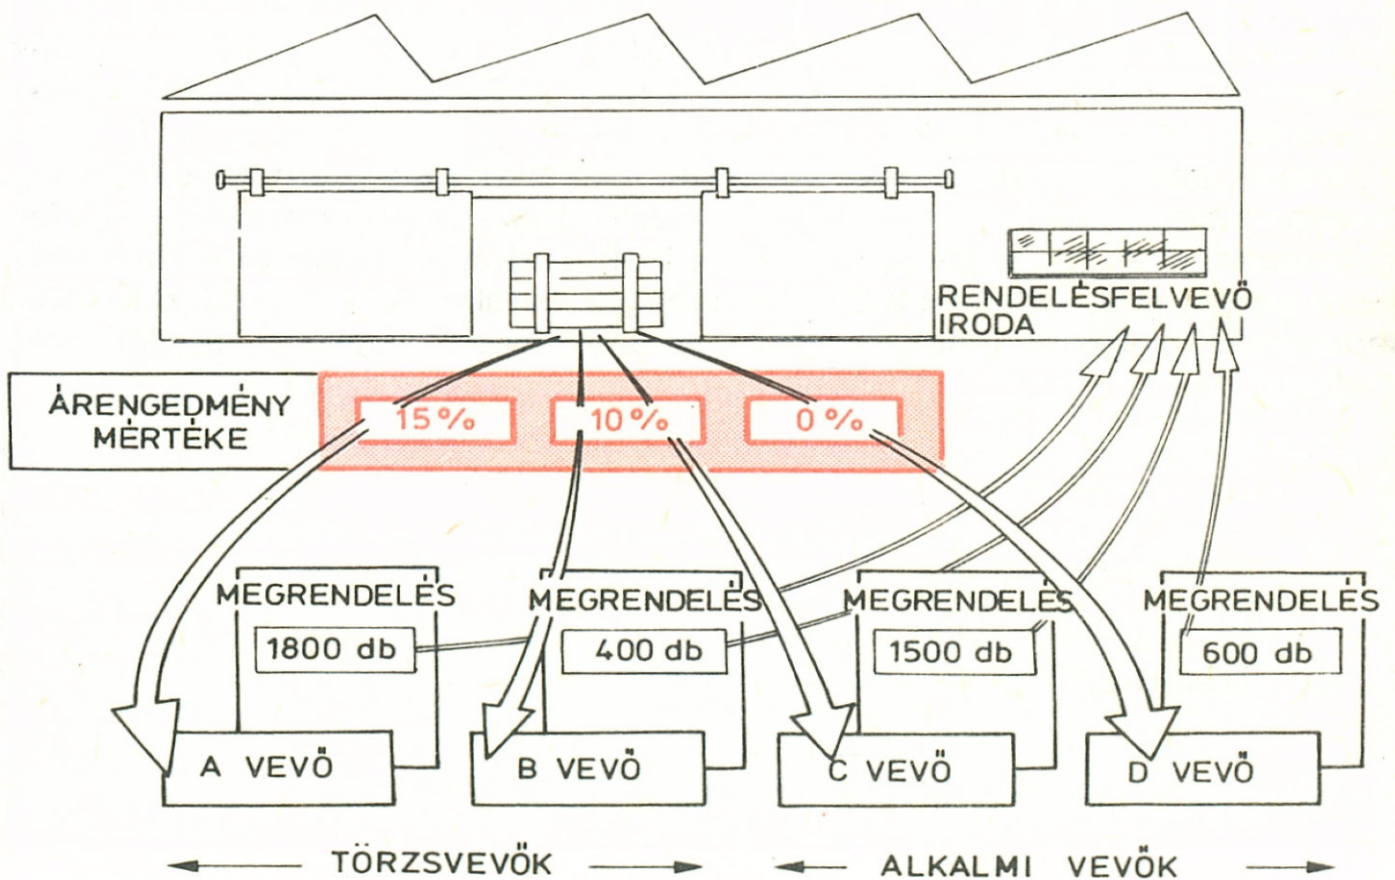 RENDELÉSFELVEVŐ
IRODA
ÁRENGEDMÉNY
MÉRTÉKE
15%
10%
0%
MEGRENDELÉS
1800 db
MEGRENDELÉS
400 db
MEGRENDELÉS
1500 db
MEGRENDELÉS
600 db
A VEVŐ
B VEVŐ
C VEVŐ
D VEVŐ
TÖRZSVEVŐK
ALKALMI VEVŐK